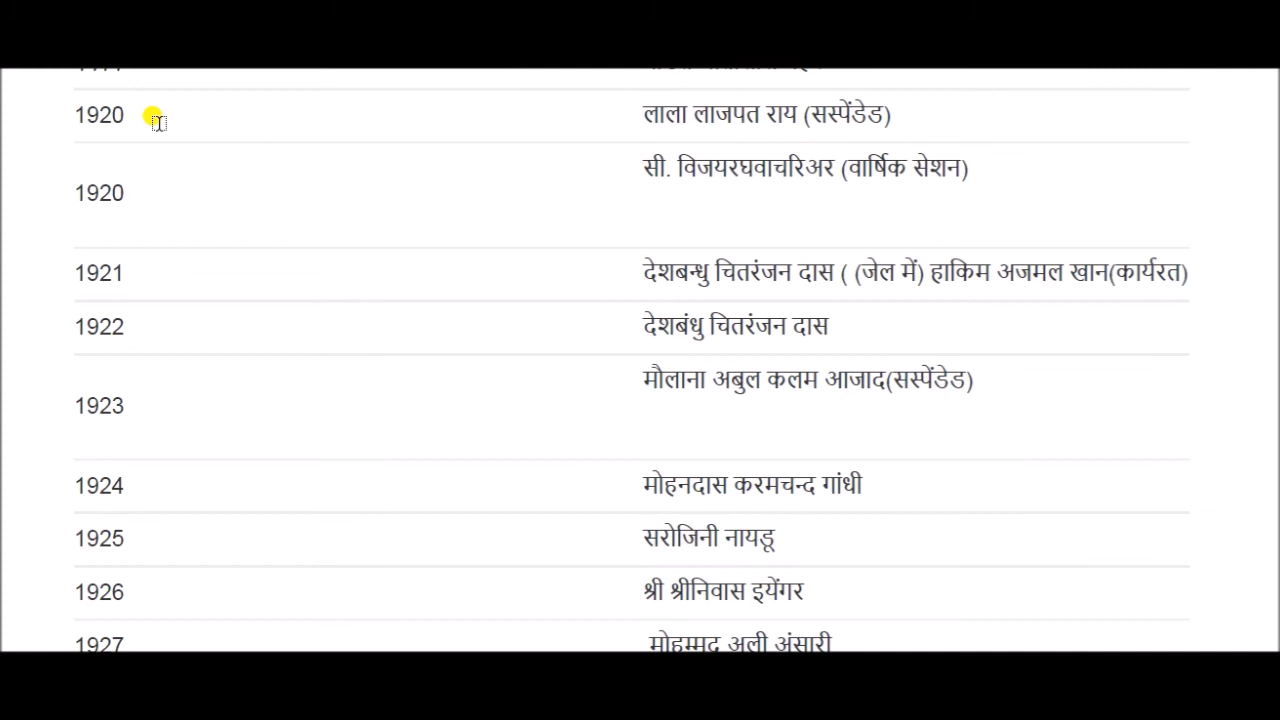 1920 लाला लाजपत राय (सस्पेंडेड)
सी. विजयरघवाचरिअर (वार्षिक सेशन)
1920
1921 देशबन्धु चितरंजन दास ( (जेल में) हाकिम अजमल खान(कार्यरत)
1922 देशबंधु चितरंजन दास
मौलाना अबुल कलम आजाद(सस्पेंडेड)
1923
1924 मोहनदास करमचन्द गांधी
1925 सरोजिनी नायडू
1926 श्री श्रीनिवास इयेंगर
1927 मोहम्मद अली अंसारी